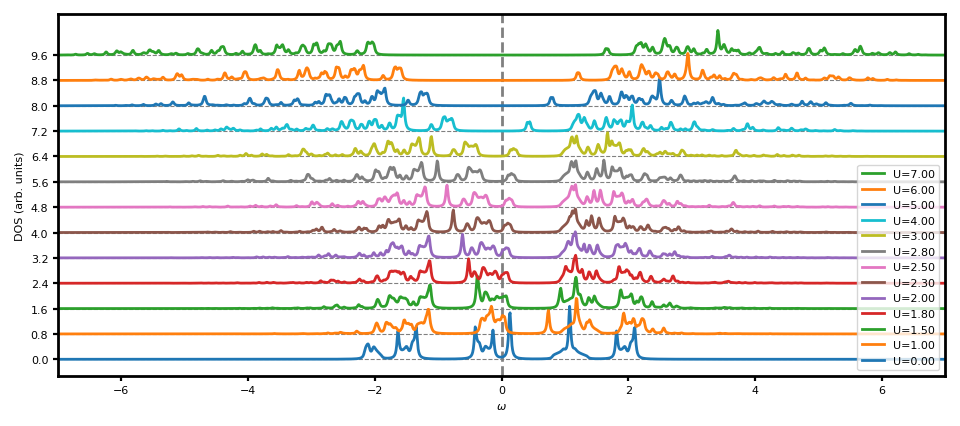 9.6
8.8
8.0
7.2
6.4
5.6
4.8
4.0
3.2
2.4
1.6
0.8
0.0
DOS (arb. units)
U=7.00
U=6.00
U=5.00
U=4.00
U=3.00
U=2.80
U=2.50
U=2.30
U=2.00
U=1.80
U=1.50
U=1.00
U=0.00
−6 −4 −2 0 2 4 6
ω